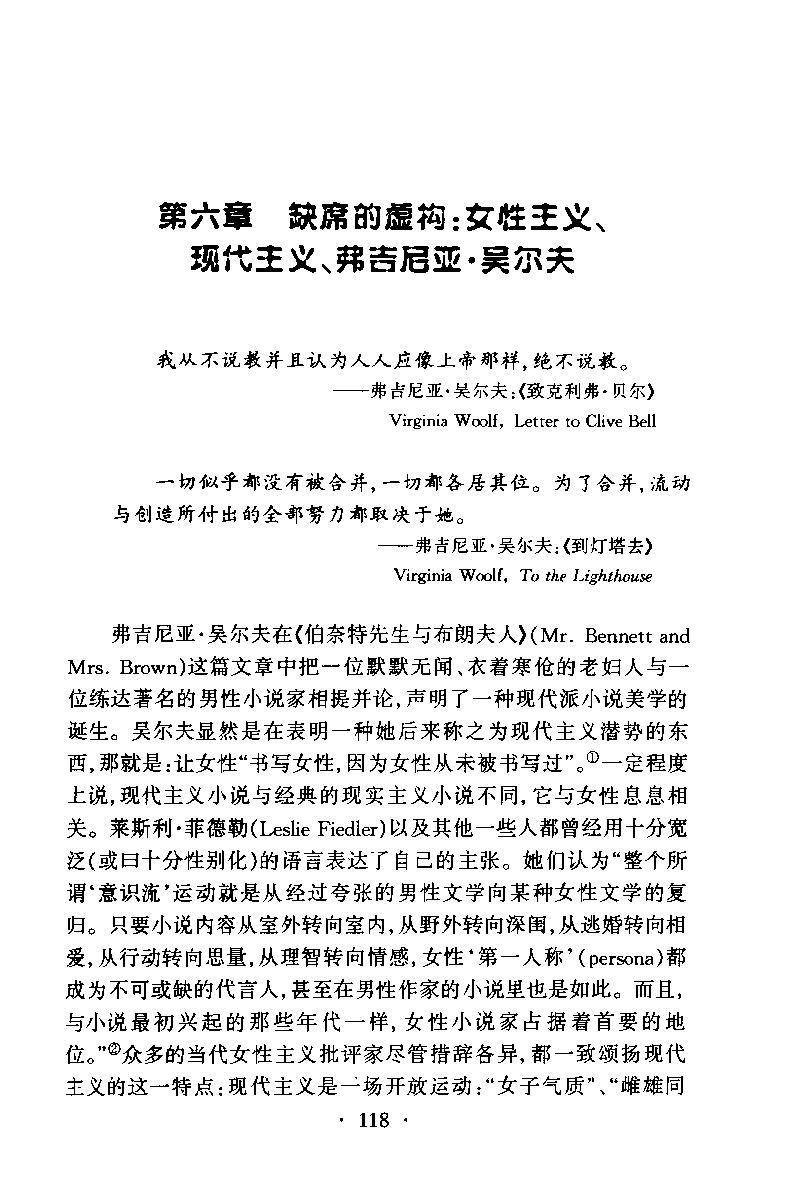 第六章 缺席的虚构:女性主义、
现代主义、弗吉尼亚·吴尔夫
我从不说教并且认为人人应像上帝那样,绝不说教。
——弗吉尼亚·吴尔夫:《致克利弗·贝尔》
Virginia Woolf, Letter to Clive Bell
一切似乎都没有被合并,一切都各居其位。为了合并,流动
与创造所付出的全部努力都取决于她。
——弗吉尼亚·吴尔夫:《到灯塔去》
Virginia Woolf, To the Lighthouse
弗吉尼亚·吴尔夫在《伯奈特先生与布朗夫人》(Mr. Bennett and
Mrs. Brown)这篇文章中把一位默默无闻、衣着寒伧的老妇人与一
位练达著名的男性小说家相提并论,声明了一种现代派小说美学的
诞生。吴尔夫显然是在表明一种她后来称之为现代主义潜势的东
西,那就是:让女性“书写女性,因为女性从未被书写过”。①一定程度
上说,现代主义小说与经典的现实主义小说不同,它与女性息息相
关。莱斯利·菲德勒(Leslie Fiedler)以及其他一些人都曾经用十分宽
泛(或曰十分性别化)的语言表达了自己的主张。她们认为“整个所
谓‘意识流’运动就是从经过夸张的男性文学向某种女性文学的复
归。只要小说内容从室外转向室内,从野外转向深闺,从逃婚转向相
爱,从行动转向思量,从理智转向情感,女性‘第一人称’(persona)都
成为不可或缺的代言人,甚至在男性作家的小说里也是如此。而且,
与小说最初兴起的那些年代一样,女性小说家占据着首要的地
位。”②众多的当代女性主义批评家尽管措辞各异,都一致颂扬现代
主义的这一特点:现代主义是一场开放运动:“女子气质”、“雌雄同
· 118 ·